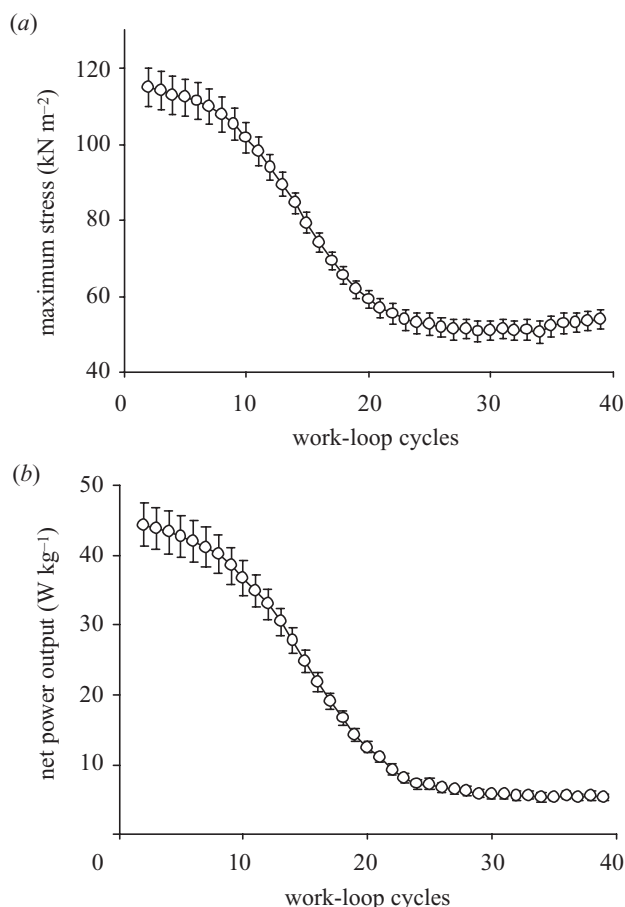 (a)
120
100
80
60
40
maximum stress (kN m⁻²)
0 10 20 30 40
work-loop cycles
(b)
50
40
30
20
10
net power output (W kg⁻¹)
0 10 20 30 40
work-loop cycles